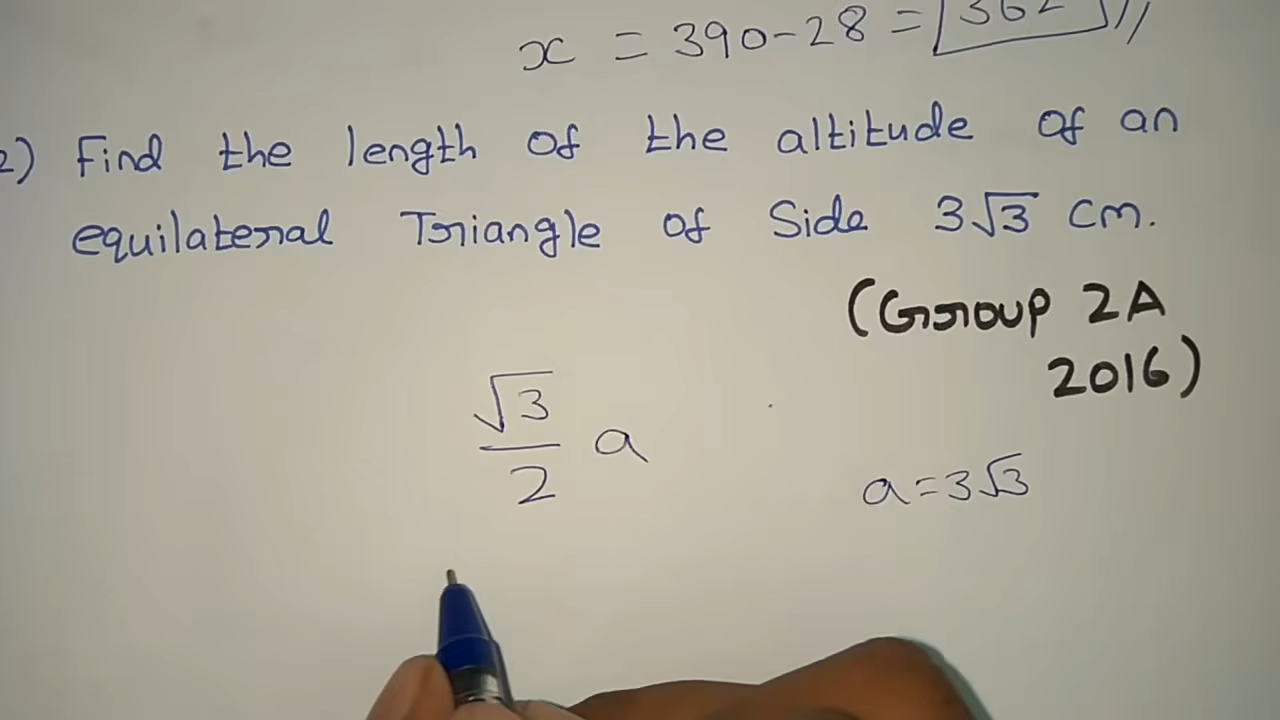 x = 390-28 = 362 //
2) Find the length of the altitude of an
equilateral Triangle of Side 3√3 cm.
(Group 2A
2016)
√3/2 a
a=3√3